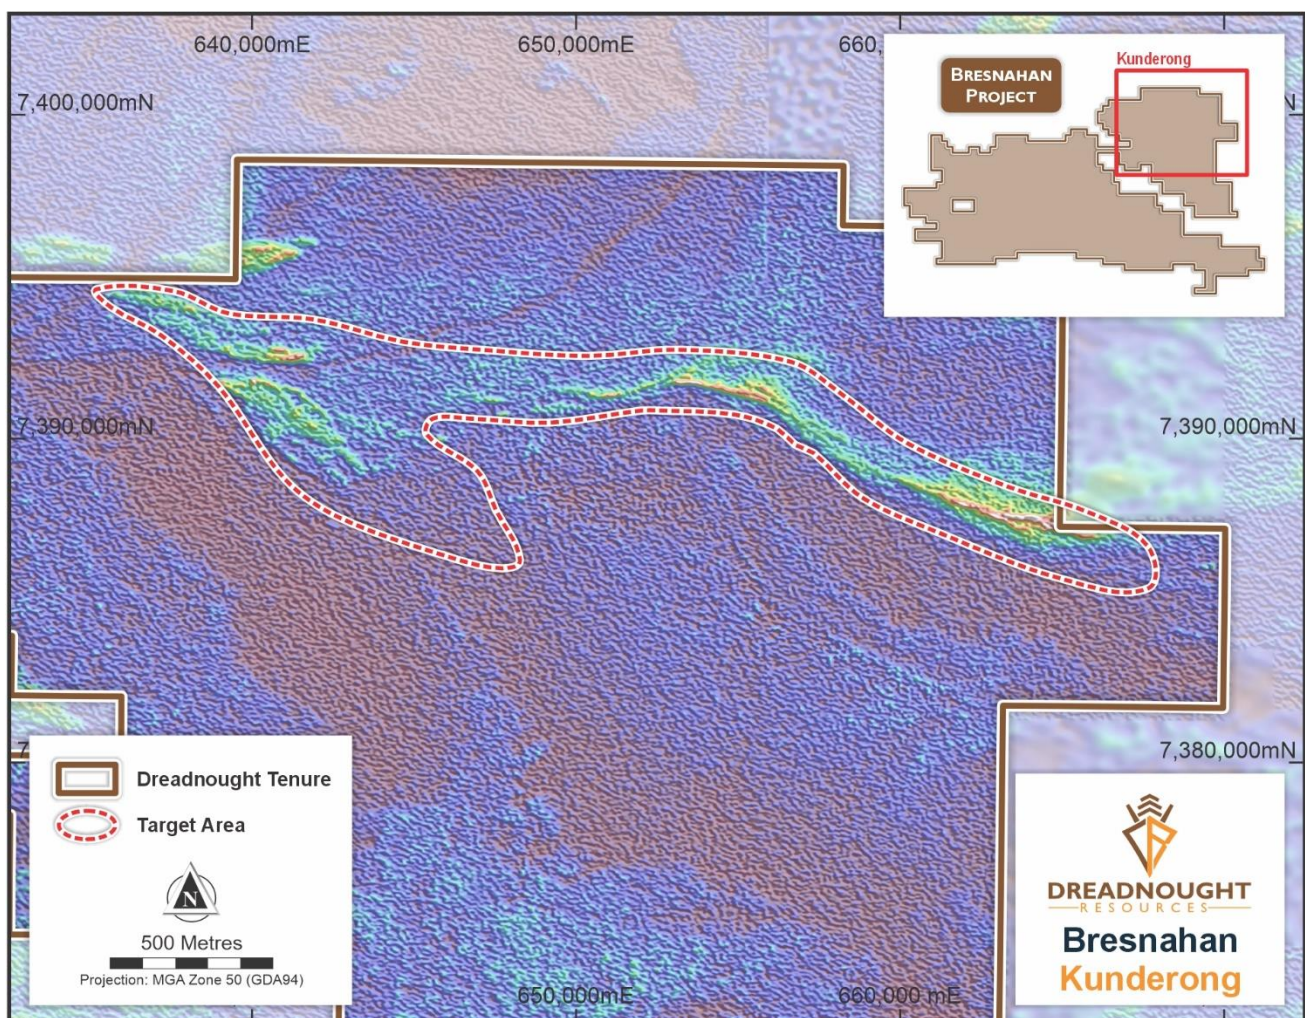 640,000mE
650,000mE
660,
7,400,000mN
N
Kunderong
BRESNAHAN
PROJECT
7,390,000mN
7,390,000mN
7,380,000mN
7
Dreadnought Tenure
Target Area
N
500 Metres
Projection: MGA Zone 50 (GDA94)
650,000mE
660,000 mE
DREADNOUGHT
RESOURCES
Bresnahan
Kunderong